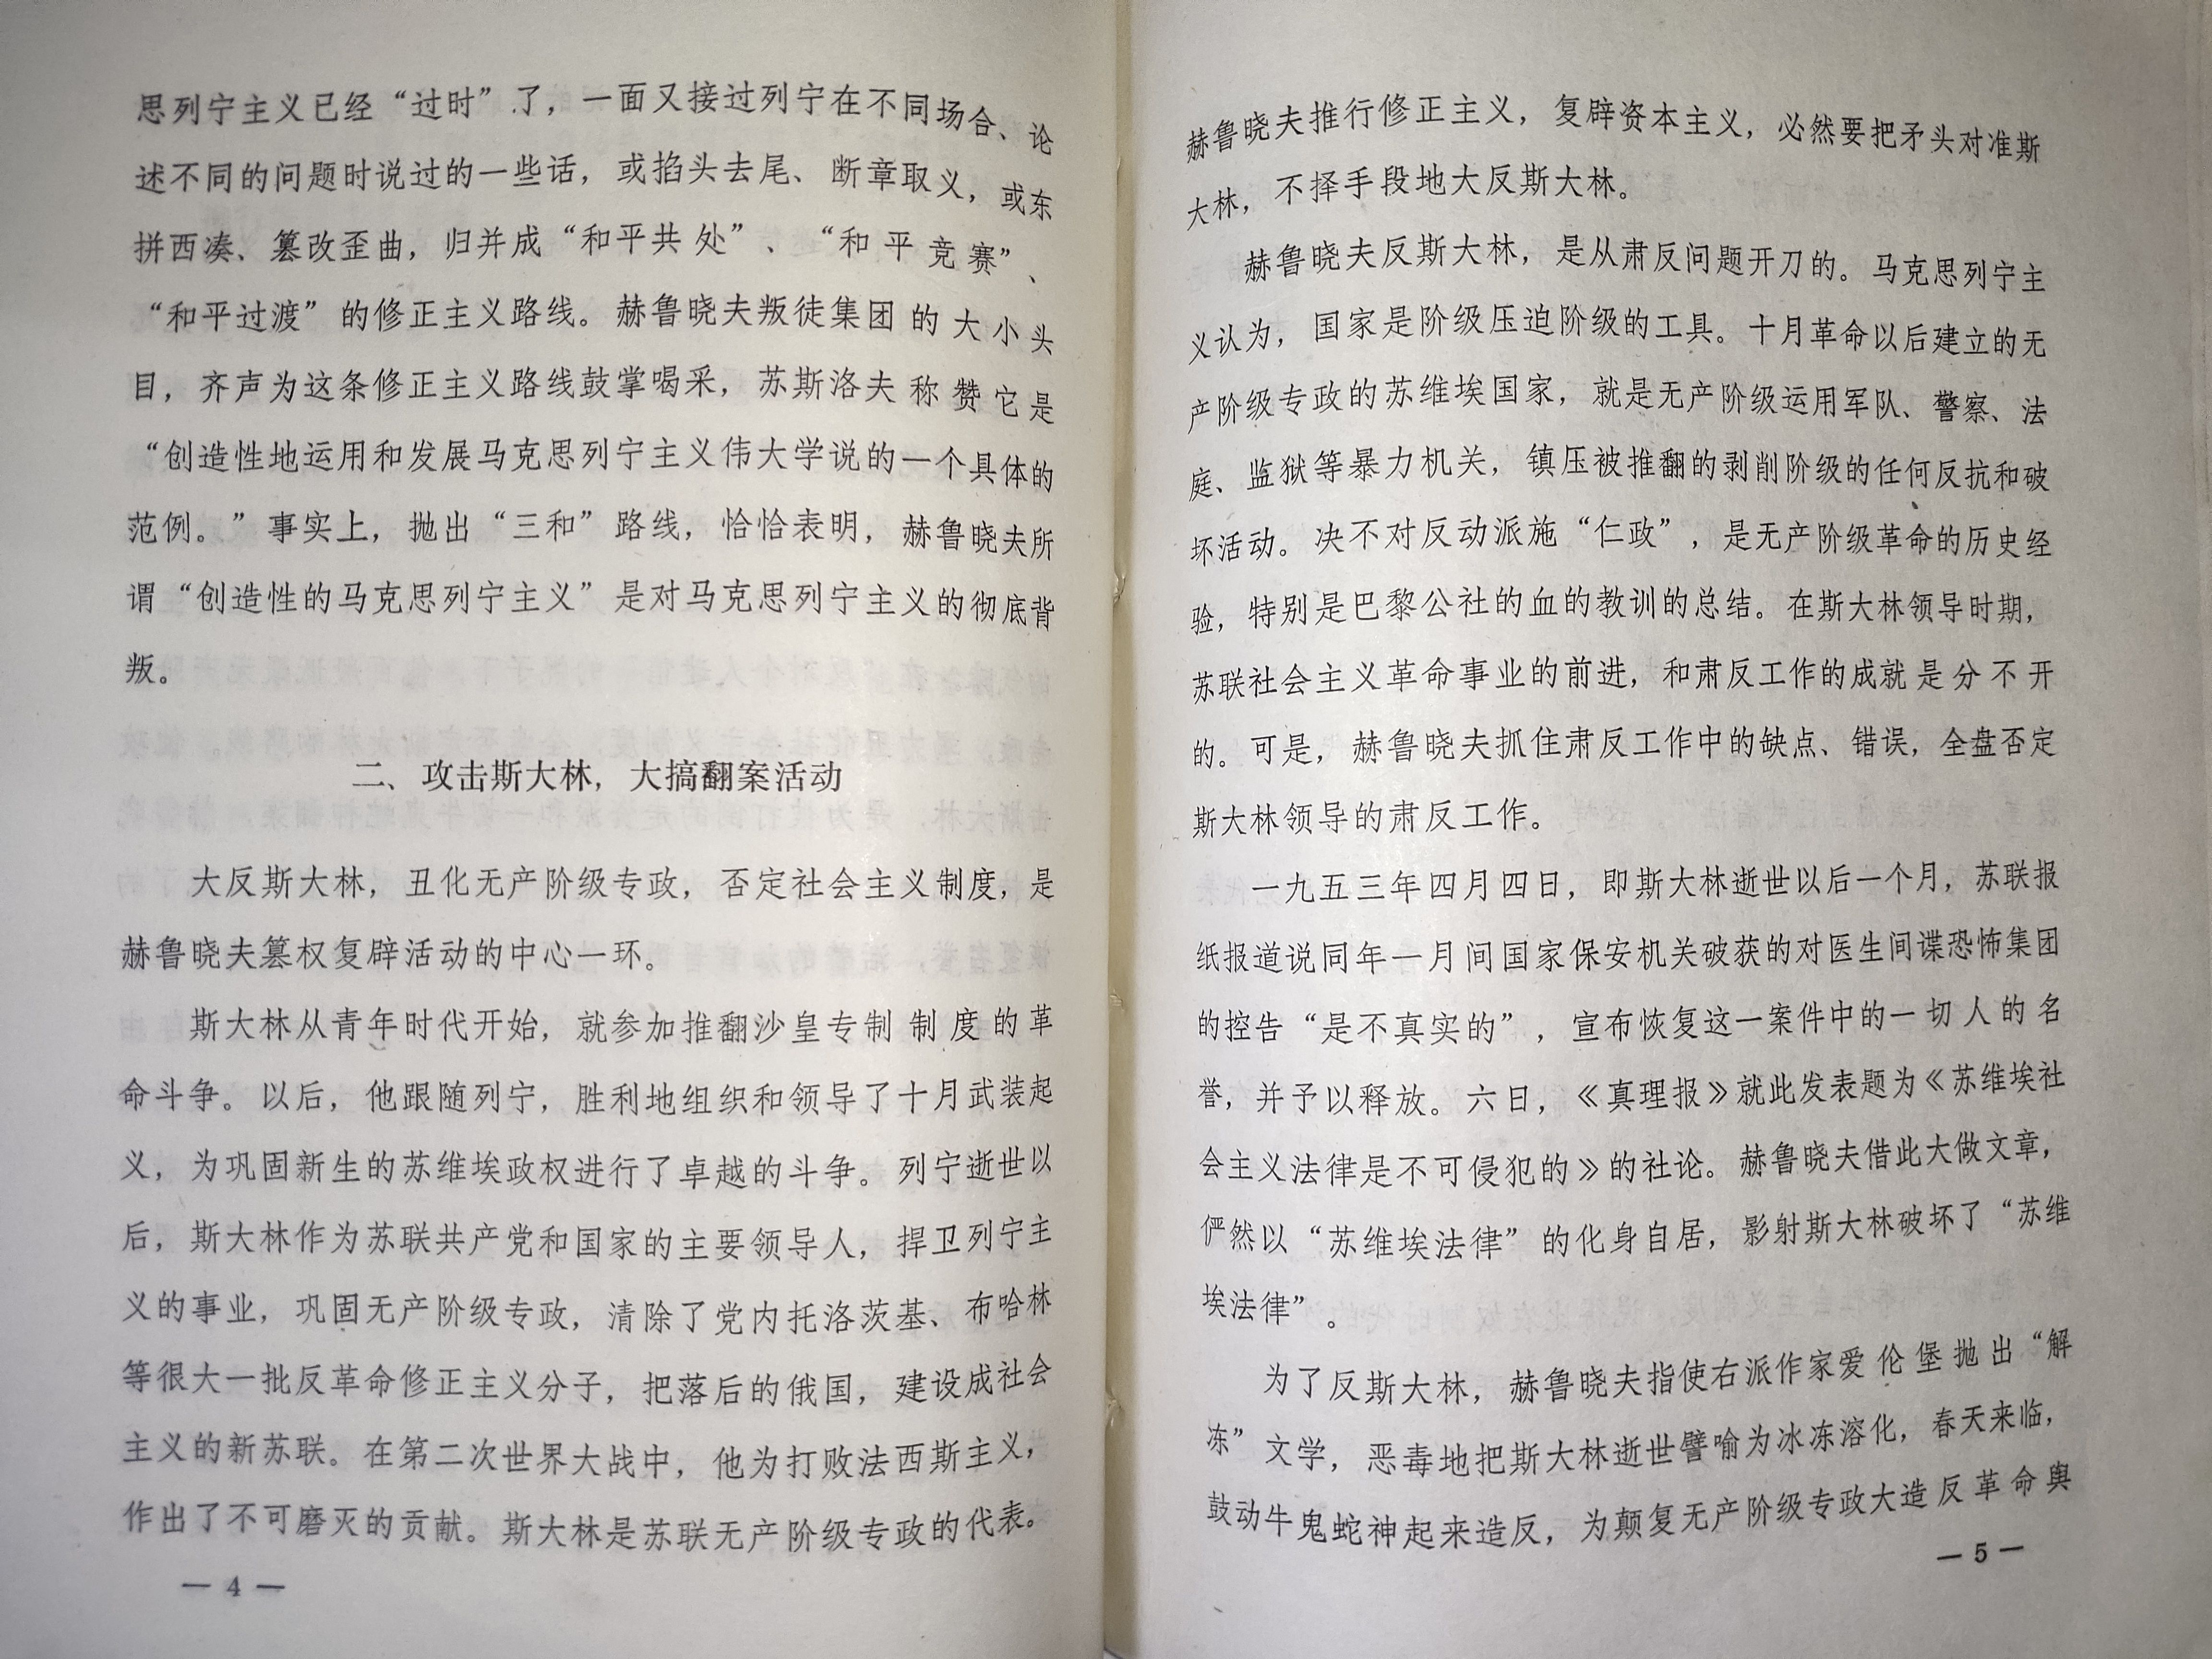 思列宁主义已经“过时”了，一面又接过列宁在不同场合、论
述不同的问题时说过的一些话，或掐头去尾、断章取义，或东
拼西凑、篡改歪曲，归并成“和平共处”、“和平竞赛”、
“和平过渡”的修正主义路线。赫鲁晓夫叛徒集团的大小头
目，齐声为这条修正主义路线鼓掌喝采，苏斯洛夫称赞它是
“创造性地运用和发展马克思列宁主义伟大学说的一个具体的
范例。”事实上，抛出“三和”路线，恰恰表明，赫鲁晓夫所
谓“创造性的马克思列宁主义”是对马克思列宁主义的彻底背
叛。
二、攻击斯大林，大搞翻案活动
大反斯大林，丑化无产阶级专政，否定社会主义制度，是
赫鲁晓夫篡权复辟活动的中心一环。
斯大林从青年时代开始，就参加推翻沙皇专制制度的革
命斗争。以后，他跟随列宁，胜利地组织和领导了十月武装起
义，为巩固新生的苏维埃政权进行了卓越的斗争。列宁逝世以
后，斯大林作为苏联共产党和国家的主要领导人，捍卫列宁主
义的事业，巩固无产阶级专政，清除了党内托洛茨基、布哈林
等很大一批反革命修正主义分子，把落后的俄国，建设成社会
主义的新苏联。在第二次世界大战中，他为打败法西斯主义，
作出了不可磨灭的贡献。斯大林是苏联无产阶级专政的代表。
— 4 —
赫鲁晓夫推行修正主义，复辟资本主义，必然要把矛头对准斯
大林，不择手段地大反斯大林。
赫鲁晓夫反斯大林，是从肃反问题开刀的。马克思列宁主
义认为，国家是阶级压迫阶级的工具。十月革命以后建立的无
产阶级专政的苏维埃国家，就是无产阶级运用军队、警察、法
庭、监狱等暴力机关，镇压被推翻的剥削阶级的任何反抗和破
坏活动。决不对反动派施“仁政”，是无产阶级革命的历史经
验，特别是巴黎公社的血的教训的总结。在斯大林领导时期，
苏联社会主义革命事业的前进，和肃反工作的成就是分不开
的。可是，赫鲁晓夫抓住肃反工作中的缺点、错误，全盘否定
斯大林领导的肃反工作。
一九五三年四月四日，即斯大林逝世以后一个月，苏联报
纸报道说同年一月间国家保安机关破获的对医生间谍恐怖集团
的控告“是不真实的”，宣布恢复这一案件中的一切人的名
誉，并予以释放。六日，《真理报》就此发表题为《苏维埃社
会主义法律是不可侵犯的》的社论。赫鲁晓夫借此大做文章，
俨然以“苏维埃法律”的化身自居，影射斯大林破坏了“苏维
埃法律”。
为了反斯大林，赫鲁晓夫指使右派作家爱伦堡抛出“解
冻”文学，恶毒地把斯大林逝世譬喻为冰冻溶化，春天来临，
鼓动牛鬼蛇神起来造反，为颠复无产阶级专政大造反革命舆
— 5 —